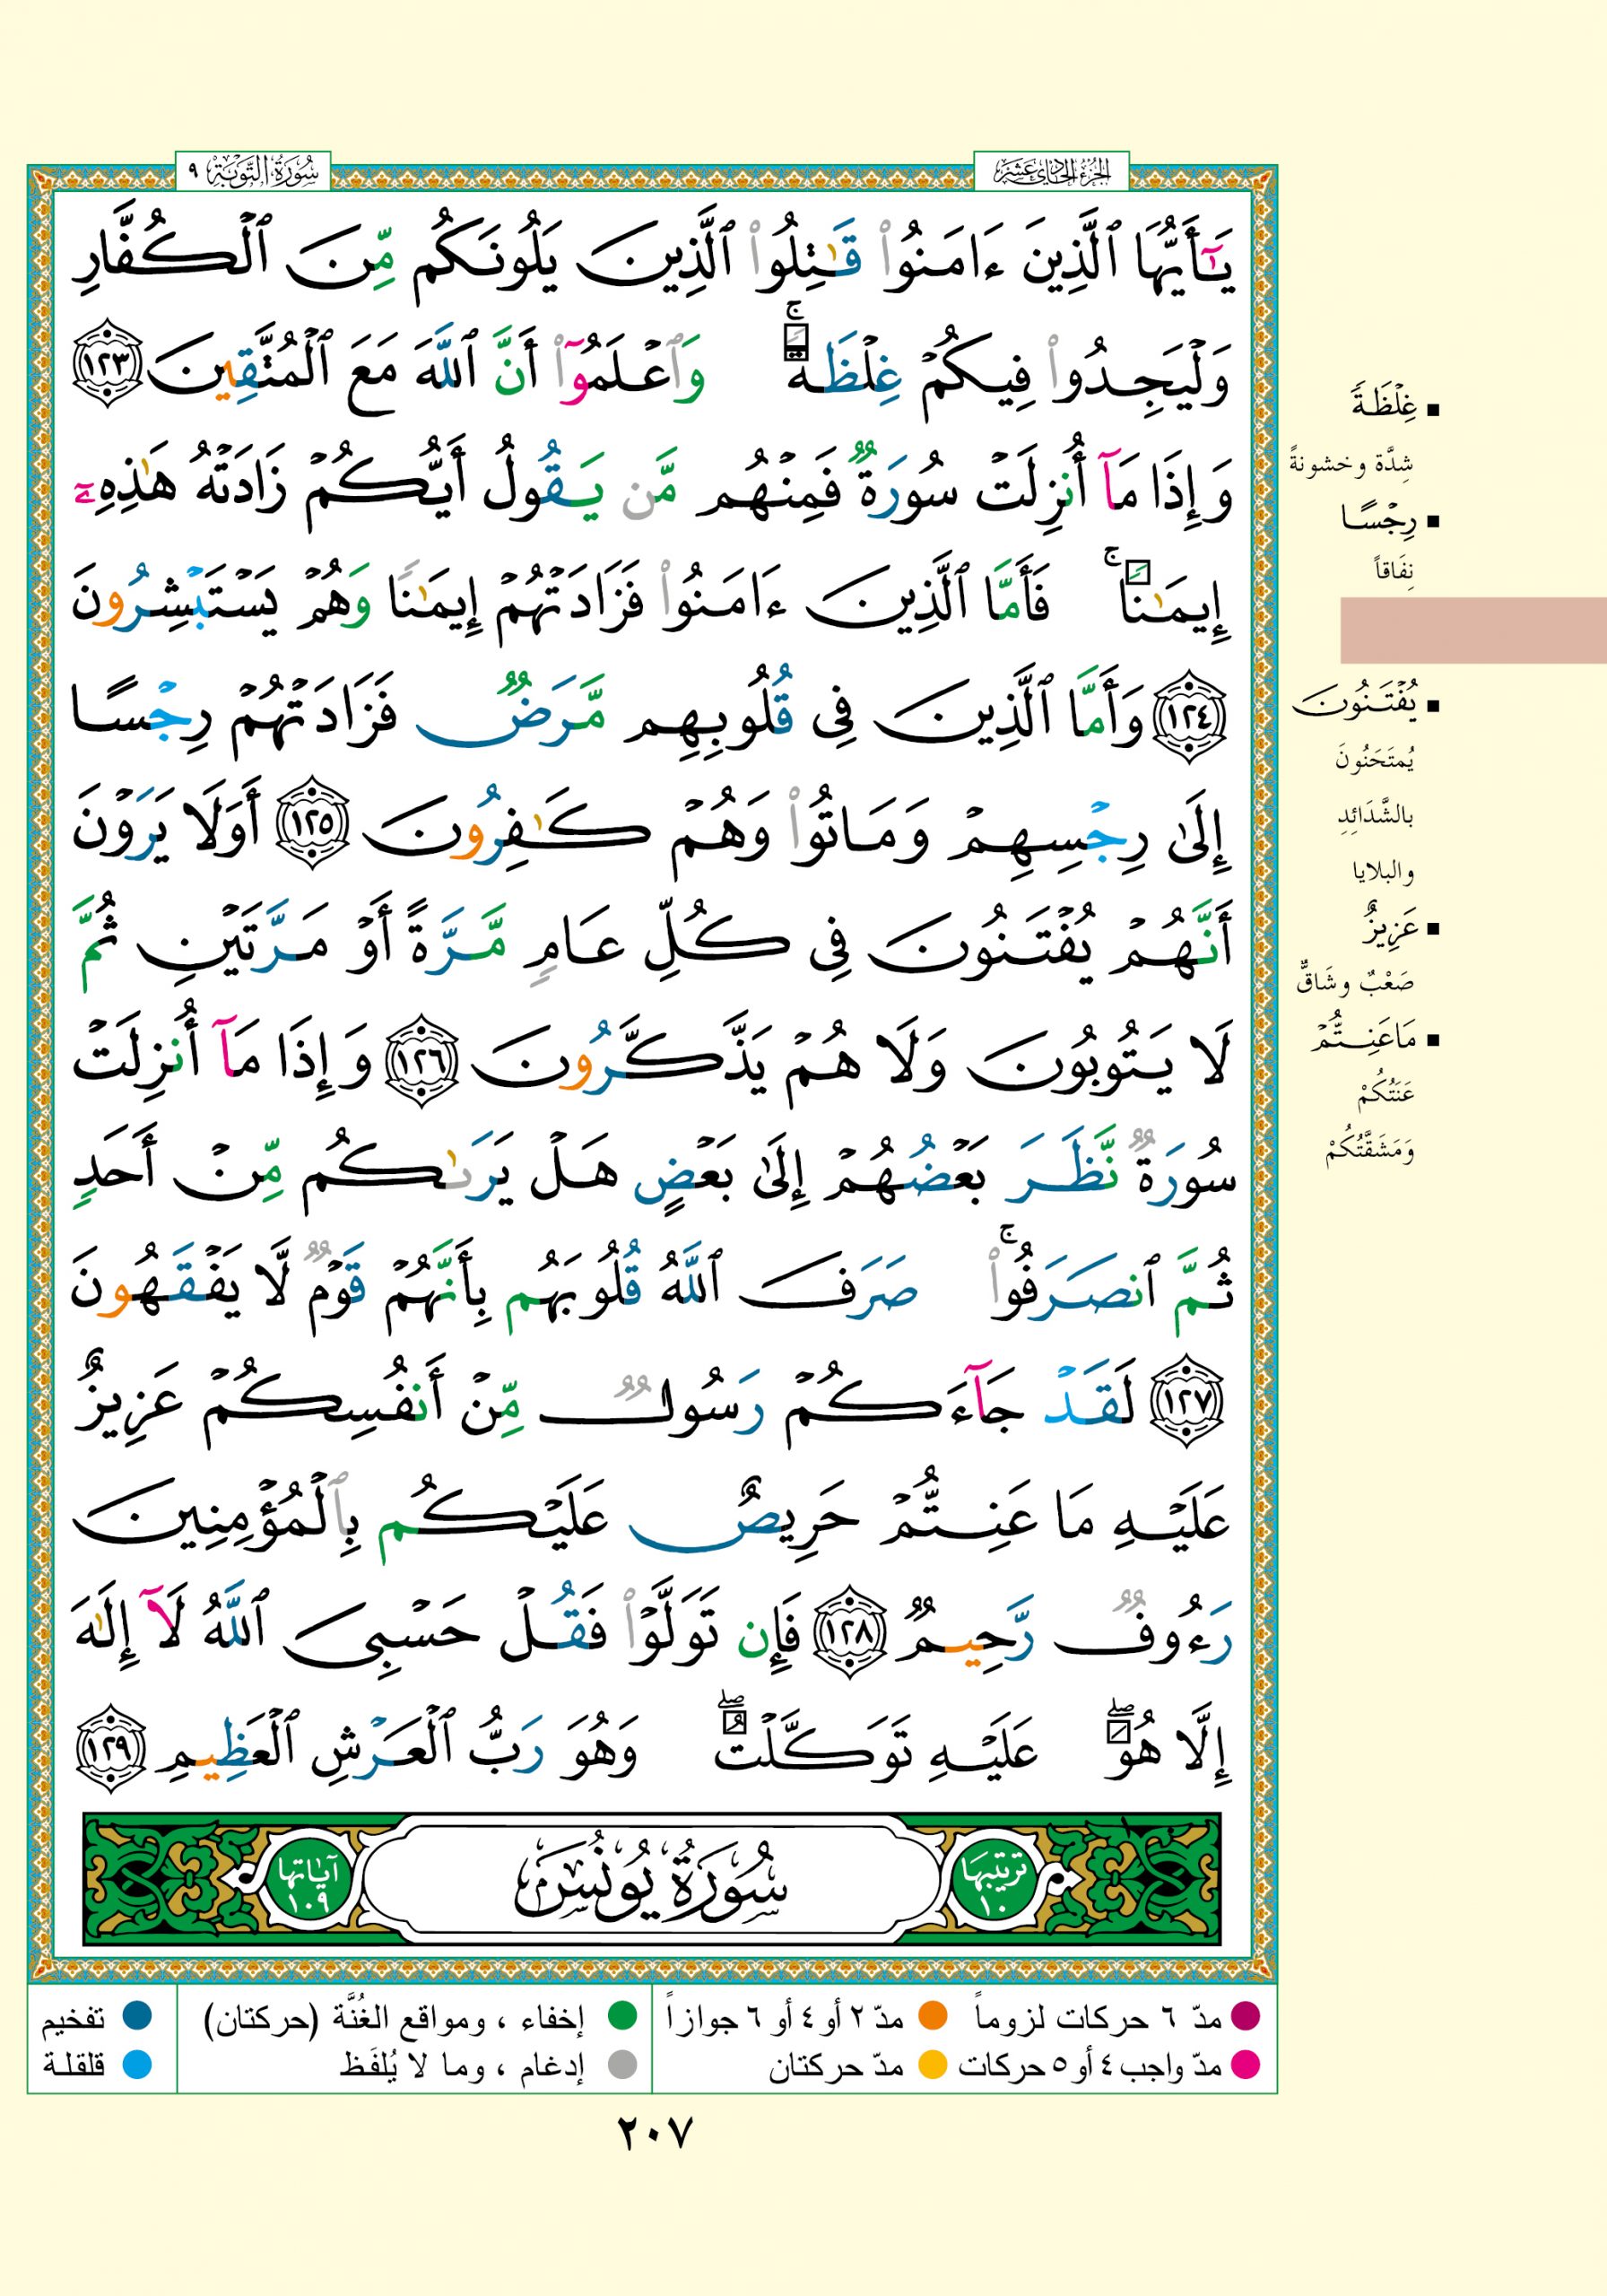 الجزء الحادي عشر
سورة التوبة ٩
يَٰٓأَيُّهَا ٱلَّذِينَ ءَامَنُوا۟ قَٰتِلُوا۟ ٱلَّذِينَ يَلُونَكُم مِّنَ ٱلْكُفَّارِ
وَلْيَجِدُوا۟ فِيكُمْ غِلْظَةً ۚ وَٱعْلَمُوٓا۟ أَنَّ ٱللَّهَ مَعَ ٱلْمُتَّقِينَ ١٢٣
وَإِذَا مَآ أُنزِلَتْ سُورَةٌ فَمِنْهُم مَّن يَقُولُ أَيُّكُمْ زَادَتْهُ هَٰذِهِۦٓ
إِيمَٰنًا ۚ فَأَمَّا ٱلَّذِينَ ءَامَنُوا۟ فَزَادَتْهُمْ إِيمَٰنًا وَهُمْ يَسْتَبْشِرُونَ
١٢٤ وَأَمَّا ٱلَّذِينَ فِى قُلُوبِهِم مَّرَضٌ فَزَادَتْهُمْ رِجْسًا
إِلَىٰ رِجْسِهِمْ وَمَاتُوا۟ وَهُمْ كَٰفِرُونَ ١٢٥ أَوَلَا يَرَوْنَ
أَنَّهُمْ يُفْتَنُونَ فِى كُلِّ عَامٍ مَّرَّةً أَوْ مَرَّتَيْنِ ثُمَّ
لَا يَتُوبُونَ وَلَا هُمْ يَذَّكَّرُونَ ١٢٦ وَإِذَا مَآ أُنزِلَتْ
سُورَةٌ نَّظَرَ بَعْضُهُمْ إِلَىٰ بَعْضٍ هَلْ يَرَىٰكُم مِّنْ أَحَدٍ
ثُمَّ ٱنصَرَفُوا۟ ۚ صَرَفَ ٱللَّهُ قُلُوبَهُم بِأَنَّهُمْ قَوْمٌ لَّا يَفْقَهُونَ
١٢٧ لَقَدْ جَآءَكُمْ رَسُولٌ مِّنْ أَنفُسِكُمْ عَزِيزٌ
عَلَيْهِ مَا عَنِتُّمْ حَرِيصٌ عَلَيْكُم بِٱلْمُؤْمِنِينَ
رَءُوفٌ رَّحِيمٌ ١٢٨ فَإِن تَوَلَّوْا۟ فَقُلْ حَسْبِىَ ٱللَّهُ لَآ إِلَٰهَ
إِلَّا هُوَ ۖ عَلَيْهِ تَوَكَّلْتُ ۖ وَهُوَ رَبُّ ٱلْعَرْشِ ٱلْعَظِيمِ ١٢٩
ترتيبها ١٠
سُورَةُ يُونُسَ
آياتها ١٠٩
■ غِلْظَةً
شِدَّة وخشونةً
■ رِجْسًا
نِفَاقاً
■ يُفْتَنُونَ
يُمتَحَنُونَ
بالشَّدَائِدِ
والبلايا
■ عَزِيزٌ
صَعْبٌ وشَاقٌّ
■ مَا عَنِتُّمْ
عَنَتُكُمْ
وَمَشَقَّتُكُمْ
مدّ ٦ حركات لزوماً
مدّ ٢ أو ٤ أو ٦ جوازاً
مدّ واجب ٤ أو ٥ حركات
مدّ حركتان
إخفاء ، ومواقع الغُنَّة (حركتان)
إدغام ، وما لا يُلفَظ
تفخيم
قلقلة
٢٠٧